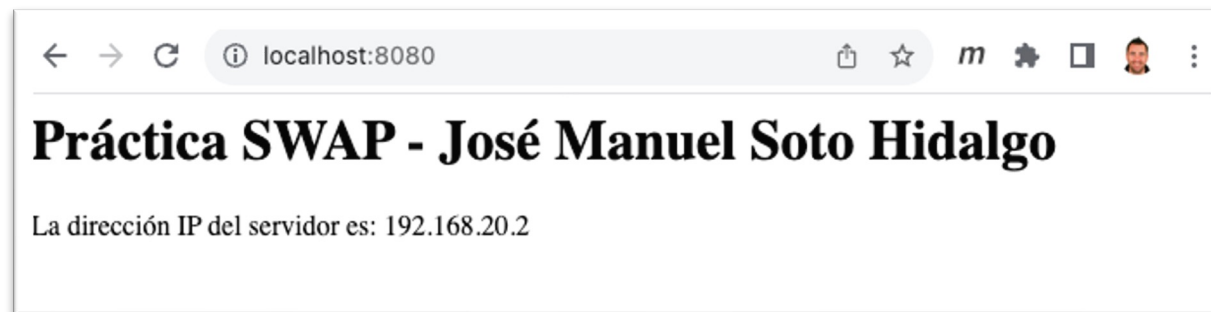 localhost:8080
m
Práctica SWAP - José Manuel Soto Hidalgo
La dirección IP del servidor es: 192.168.20.2